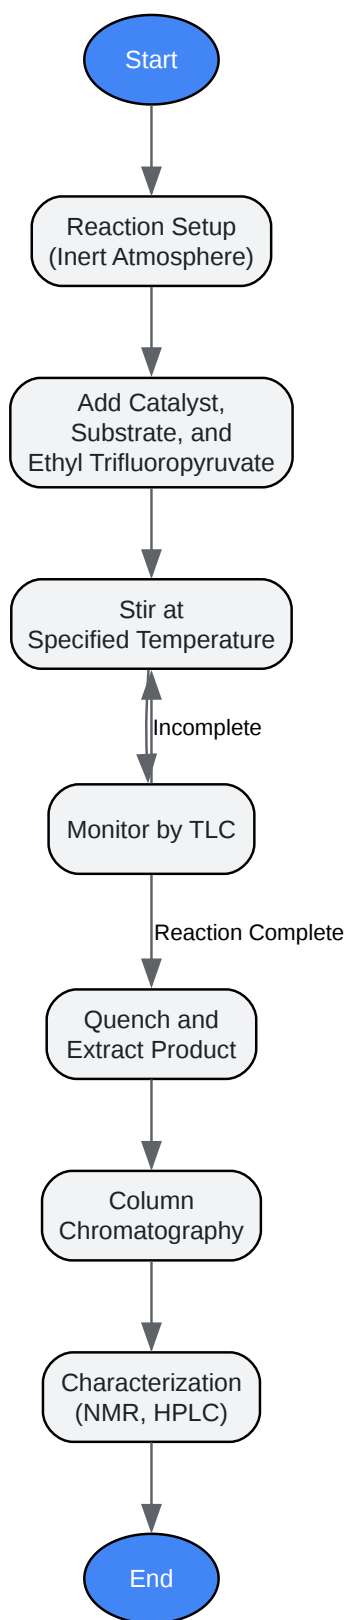 Start
Reaction Setup
(Inert Atmosphere)
Add Catalyst,
Substrate, and
Ethyl Trifluoropyruvate
Stir at
Specified Temperature
Incomplete
Monitor by TLC
Reaction Complete
Quench and
Extract Product
Column
Chromatography
Characterization
(NMR, HPLC)
End